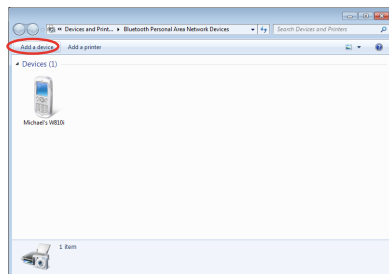 « Devices and Print... ▸ Bluetooth Personal Area Network Devices
Search Devices and Printers
Add a device
Add a printer
Devices (1)
Michael's W810i
1 item